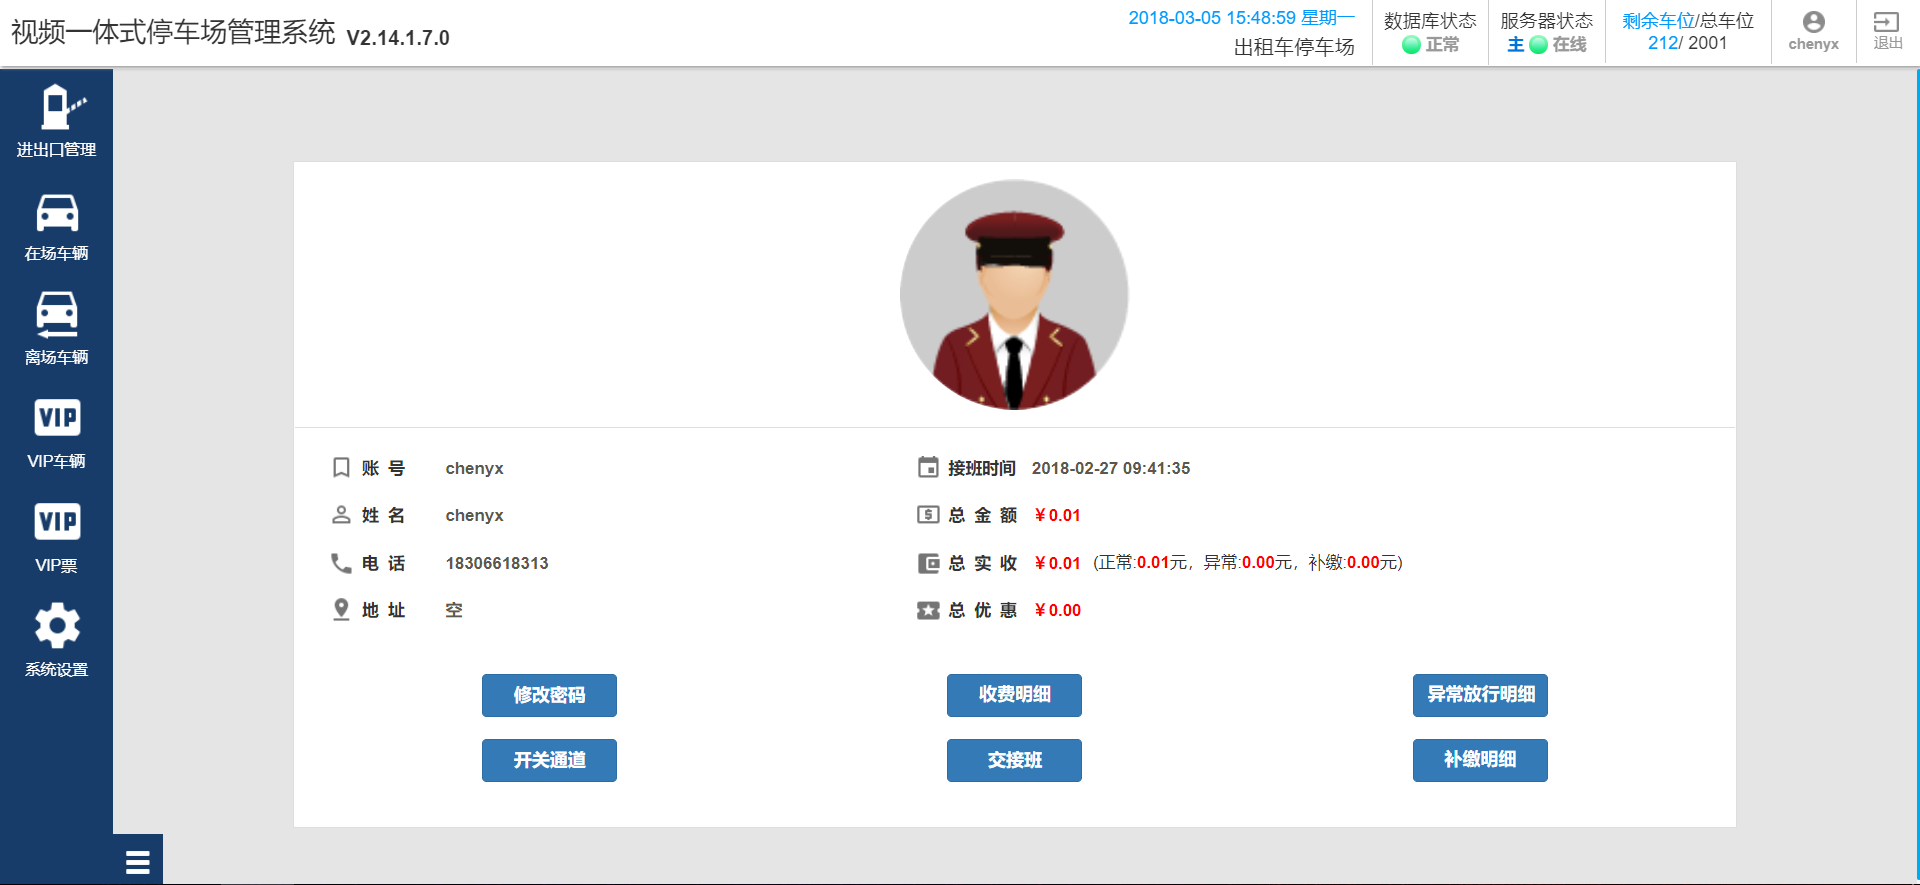 视频一体式停车场管理系统 V2.14.1.7.0
2018-03-05 15:48:59 星期一
出租车停车场
数据库状态
正常
服务器状态
主 在线
剩余车位/总车位
212/ 2001
chenyx
退出
进出口管理
在场车辆
离场车辆
VIP
VIP车辆
VIP
VIP票
系统设置
账 号 chenyx
接班时间 2018-02-27 09:41:35
姓 名 chenyx
总 金 额 ¥0.01
电 话 18306618313
总 实 收 ¥0.01 (正常:0.01元，异常:0.00元，补缴:0.00元)
地 址 空
总 优 惠 ¥0.00
修改密码
收费明细
异常放行明细
开关通道
交接班
补缴明细